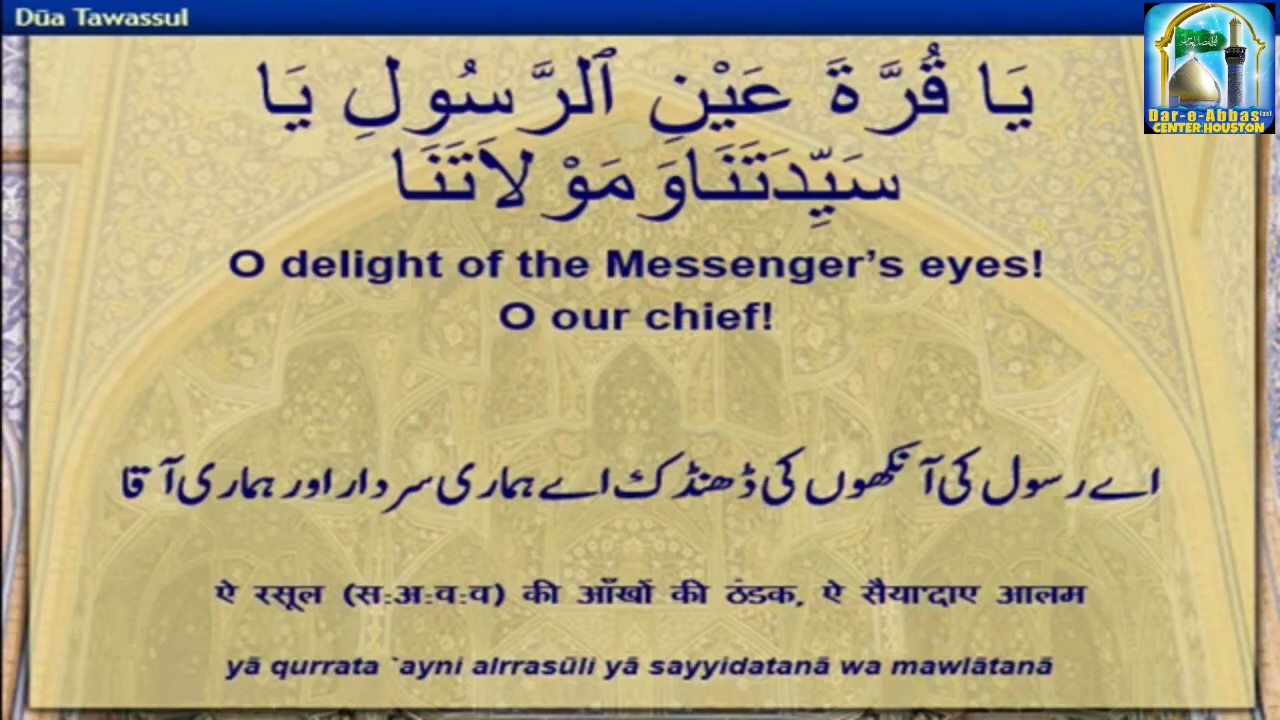 Dūa Tawassul
Dar-e-Abbas(as)
CENTER HOUSTON
يَا قُرَّةَ عَيْنِ ٱلرَّسُولِ يَا
سَيِّدَتَنَا وَ مَوْلاَتَنَا
O delight of the Messenger’s eyes!
O our chief!
اے رسول کی آنکھوں کی ڈھنڈک اے ہماری سردار اور ہماری آقا
ऐ रसूल (स:अ:व:व) की आँखों की ठंडक, ऐ सैया'दाए आलम
yā qurrata `ayni alrrasūli yā sayyidatanā wa mawlātanā